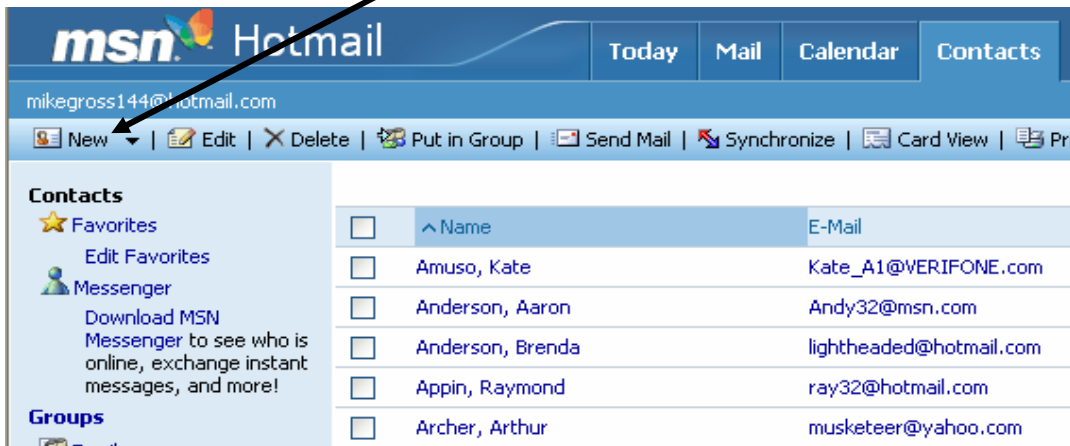 msn Hotmail Today Mail Calendar Contacts
mikegross144@hotmail.com
New | Edit | Delete | Put in Group | Send Mail | Synchronize | Card View | Pr
Contacts
Favorites
Edit Favorites
Messenger
Download MSN
Messenger to see who is
online, exchange instant
messages, and more!
Groups
Name E-Mail
Amuso, Kate Kate_A1@VERIFONE.com
Anderson, Aaron Andy32@msn.com
Anderson, Brenda lightheaded@hotmail.com
Appin, Raymond ray32@hotmail.com
Archer, Arthur musketeer@yahoo.com